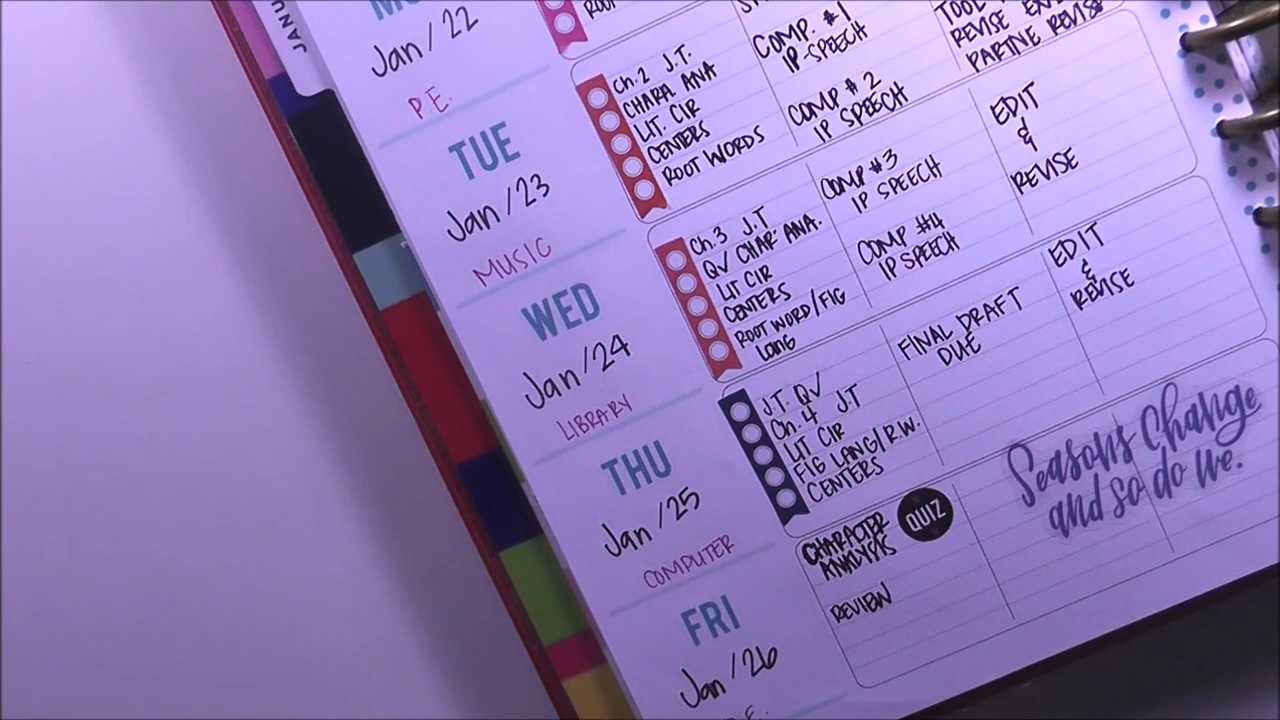 JANU
Jan/22
P.E.
TUE
Jan/23
MUSIC
Ch.2 J.T.
CHARA ANA
LIT. CIR
CENTERS
ROOT WORDS
COMP. #1
IP-SPEECH
COMP # 2
IP SPEECH
TOOL
REVISE
PARTNE REVISE
WED
Jan/24
LIBRARY
Ch.3 J.T
QV CHAR ANA.
LIT CIR
CENTERS
ROOT WORD/FIG
LANG
COMP #3
IP SPEECH
COMP #4
IP SPEECH
EDIT
&
REVISE
THU
Jan/25
COMPUTER
J.T. QV
Ch.4 J.T
LIT CIR
FIG LANG/R.W.
CENTERS
FINAL DRAFT
DUE
EDIT
&
REVISE
FRI
Jan/26
CHARACTER
ANALYSIS
QUIZ
REVIEW
Seasons Change
and so do we.